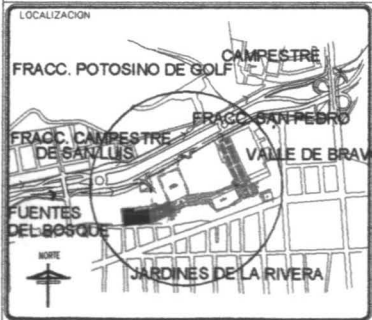 LOCALIZACION
CAMPESTRE
FRACC. POTOSINO DE GOLF
FRACC. SAN PEDRO
FRACC. CAMPESTRE
DE SAN LUIS
VALLE DE BRAV
FUENTES
DEL BOSQUE
NORTE
JARDINES DE LA RIVERA